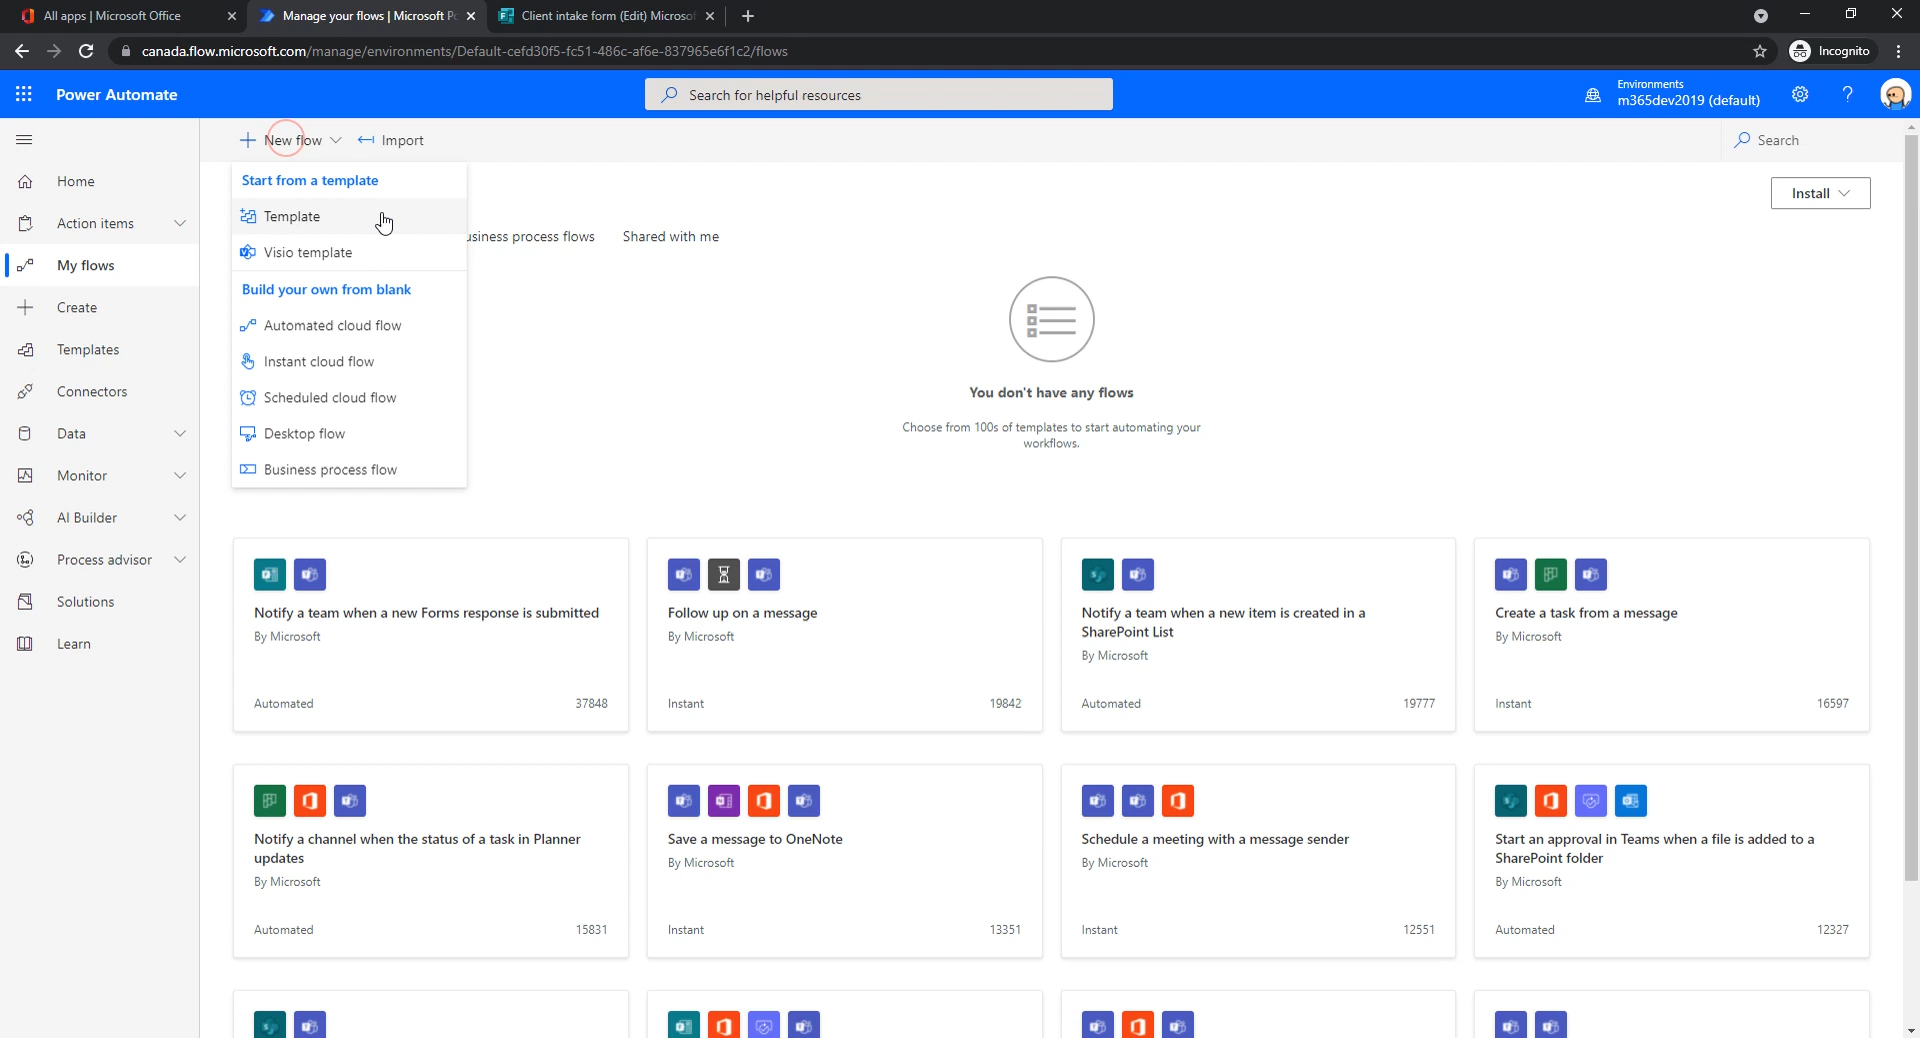 All apps | Microsoft Office
Manage your flows | Microsoft P
Client intake form (Edit) Microsof
canada.flow.microsoft.com/manage/environments/Default-cefd30f5-fc51-486c-af6e-837965e6f1c2/flows
Incognito
Power Automate
Search for helpful resources
Environments
m365dev2019 (default)
New flow
Import
Search
Home
Action items
My flows
Create
Templates
Connectors
Data
Monitor
AI Builder
Process advisor
Solutions
Learn
Start from a template
Template
Visio template
Build your own from blank
Automated cloud flow
Instant cloud flow
Scheduled cloud flow
Desktop flow
Business process flow
Install
usiness process flows
Shared with me
You don't have any flows
Choose from 100s of templates to start automating your
workflows.
Notify a team when a new Forms response is submitted
By Microsoft
Automated 37848
Follow up on a message
By Microsoft
Instant 19842
Notify a team when a new item is created in a
SharePoint List
By Microsoft
Automated 19777
Create a task from a message
By Microsoft
Instant 16597
Notify a channel when the status of a task in Planner
updates
By Microsoft
Automated 15831
Save a message to OneNote
By Microsoft
Instant 13351
Schedule a meeting with a message sender
By Microsoft
Instant 12551
Start an approval in Teams when a file is added to a
SharePoint folder
By Microsoft
Automated 12327